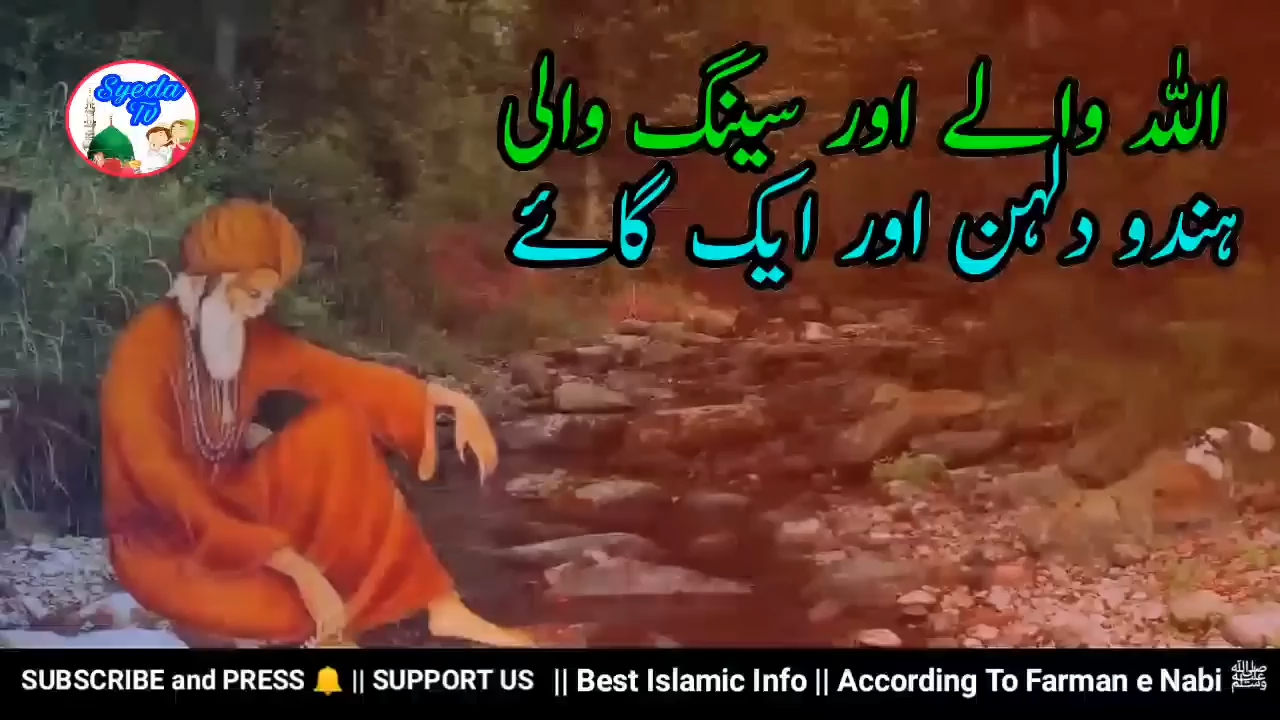 Syeda
Tv
اللہ والے اور سینگ والی
ہندو دلہن اور ایک گائے
SUBSCRIBE and PRESS 🔔 || SUPPORT US || Best Islamic Info || According To Farman e Nabi ﷺ